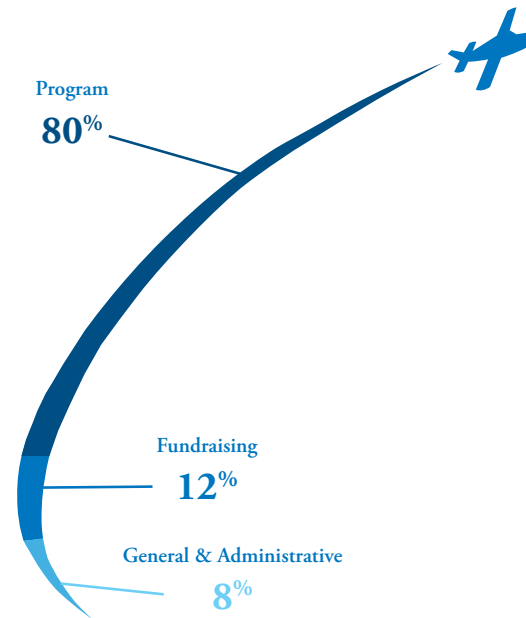 Program
80%
Fundraising
12%
General & Administrative
8%